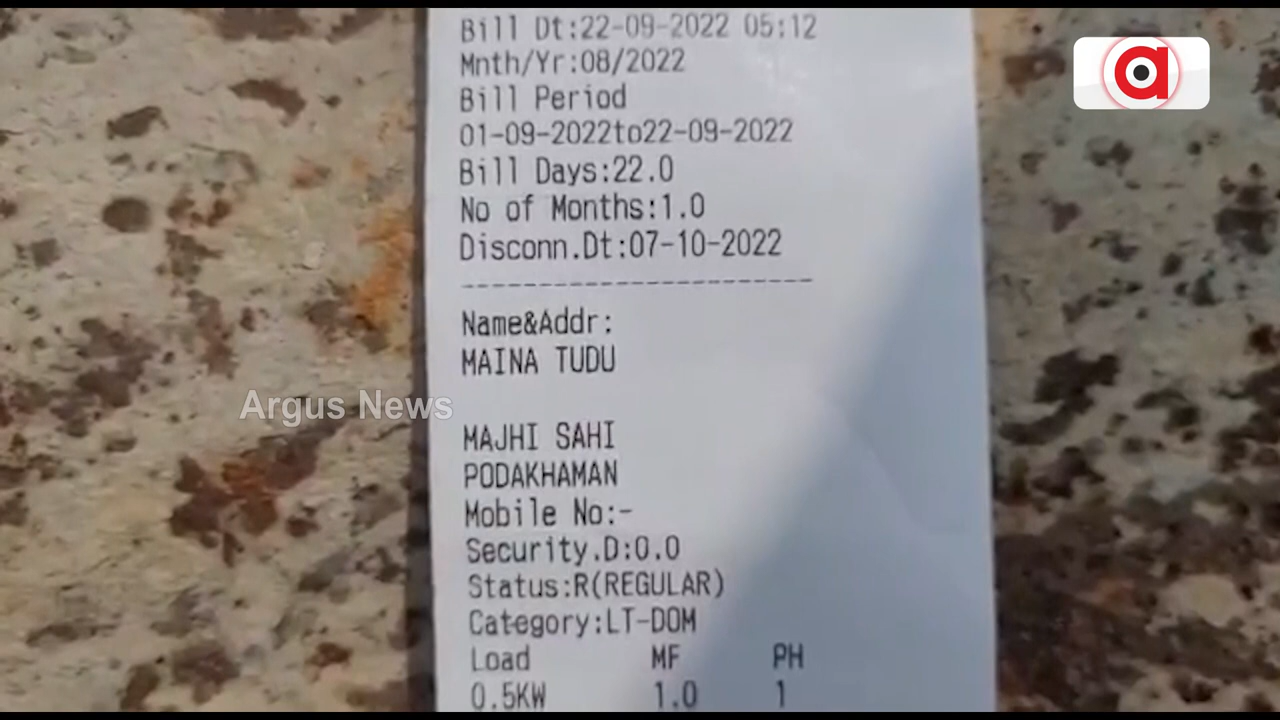 Bill Dt:22-09-2022 05:12
Mnth/Yr:08/2022
Bill Period
01-09-2022to22-09-2022
Bill Days:22.0
No of Months:1.0
Disconn.Dt:07-10-2022
-----------------------
Name&Addr:
MAINA TUDU
Argus News
MAJHI SAHI
PODAKHAMAN
Mobile No:-
Security.D:0.0
Status:R(REGULAR)
Category:LT-DOM
Load MF PH
0.5KW 1.0 1
a